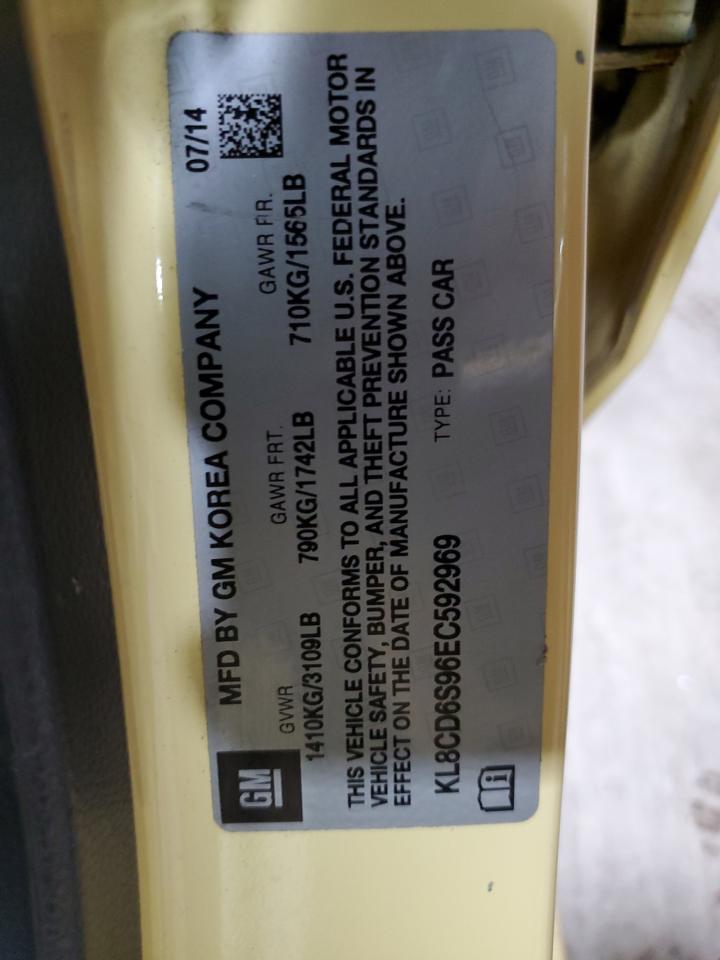 GM
MFD BY GM KOREA COMPANY 07/14
GVWR GAWR FRT. GAWR RR.
1410KG/3109LB 790KG/1742LB 710KG/1565LB
THIS VEHICLE CONFORMS TO ALL APPLICABLE U.S. FEDERAL MOTOR
VEHICLE SAFETY, BUMPER, AND THEFT PREVENTION STANDARDS IN
EFFECT ON THE DATE OF MANUFACTURE SHOWN ABOVE.
KL8CD6S96EC592969 TYPE: PASS CAR